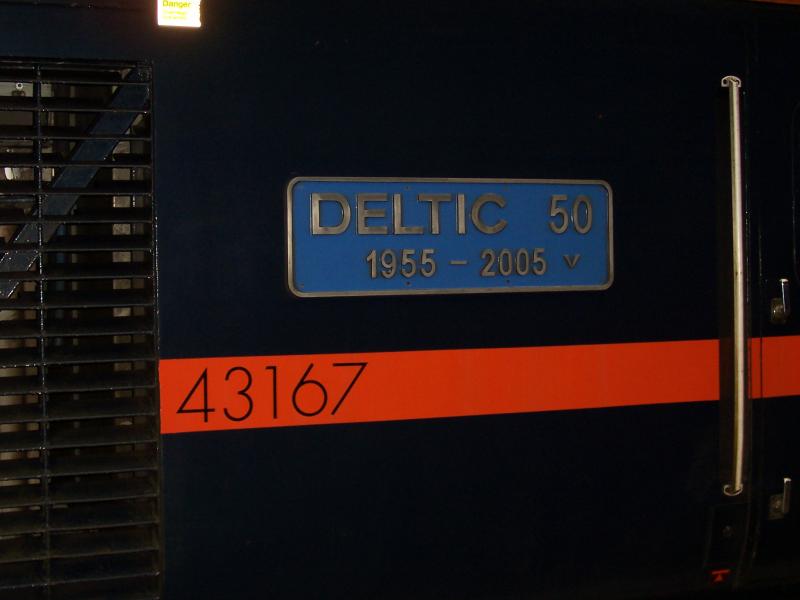 Danger
DELTIC 50
1955 - 2005 V
43167